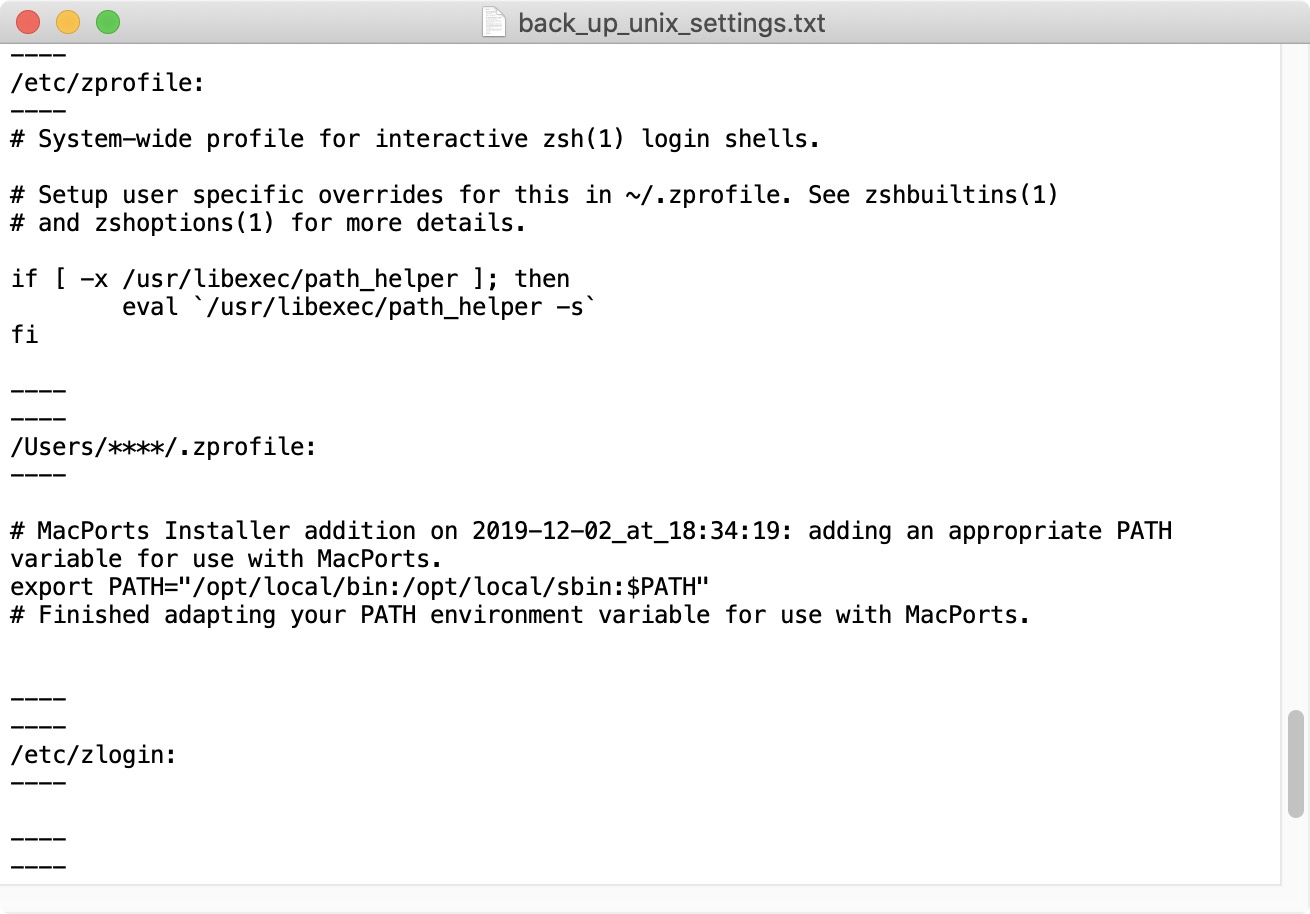 back_up_unix_settings.txt
----
/etc/zprofile:
----
# System-wide profile for interactive zsh(1) login shells.
# Setup user specific overrides for this in ~/.zprofile. See zshbuiltins(1)
# and zshoptions(1) for more details.
if [ -x /usr/libexec/path_helper ]; then
        eval `/usr/libexec/path_helper -s`
fi
----
----
/Users/****/.zprofile:
----
# MacPorts Installer addition on 2019-12-02_at_18:34:19: adding an appropriate PATH
variable for use with MacPorts.
export PATH="/opt/local/bin:/opt/local/sbin:$PATH"
# Finished adapting your PATH environment variable for use with MacPorts.
----
----
/etc/zlogin:
----
----
----